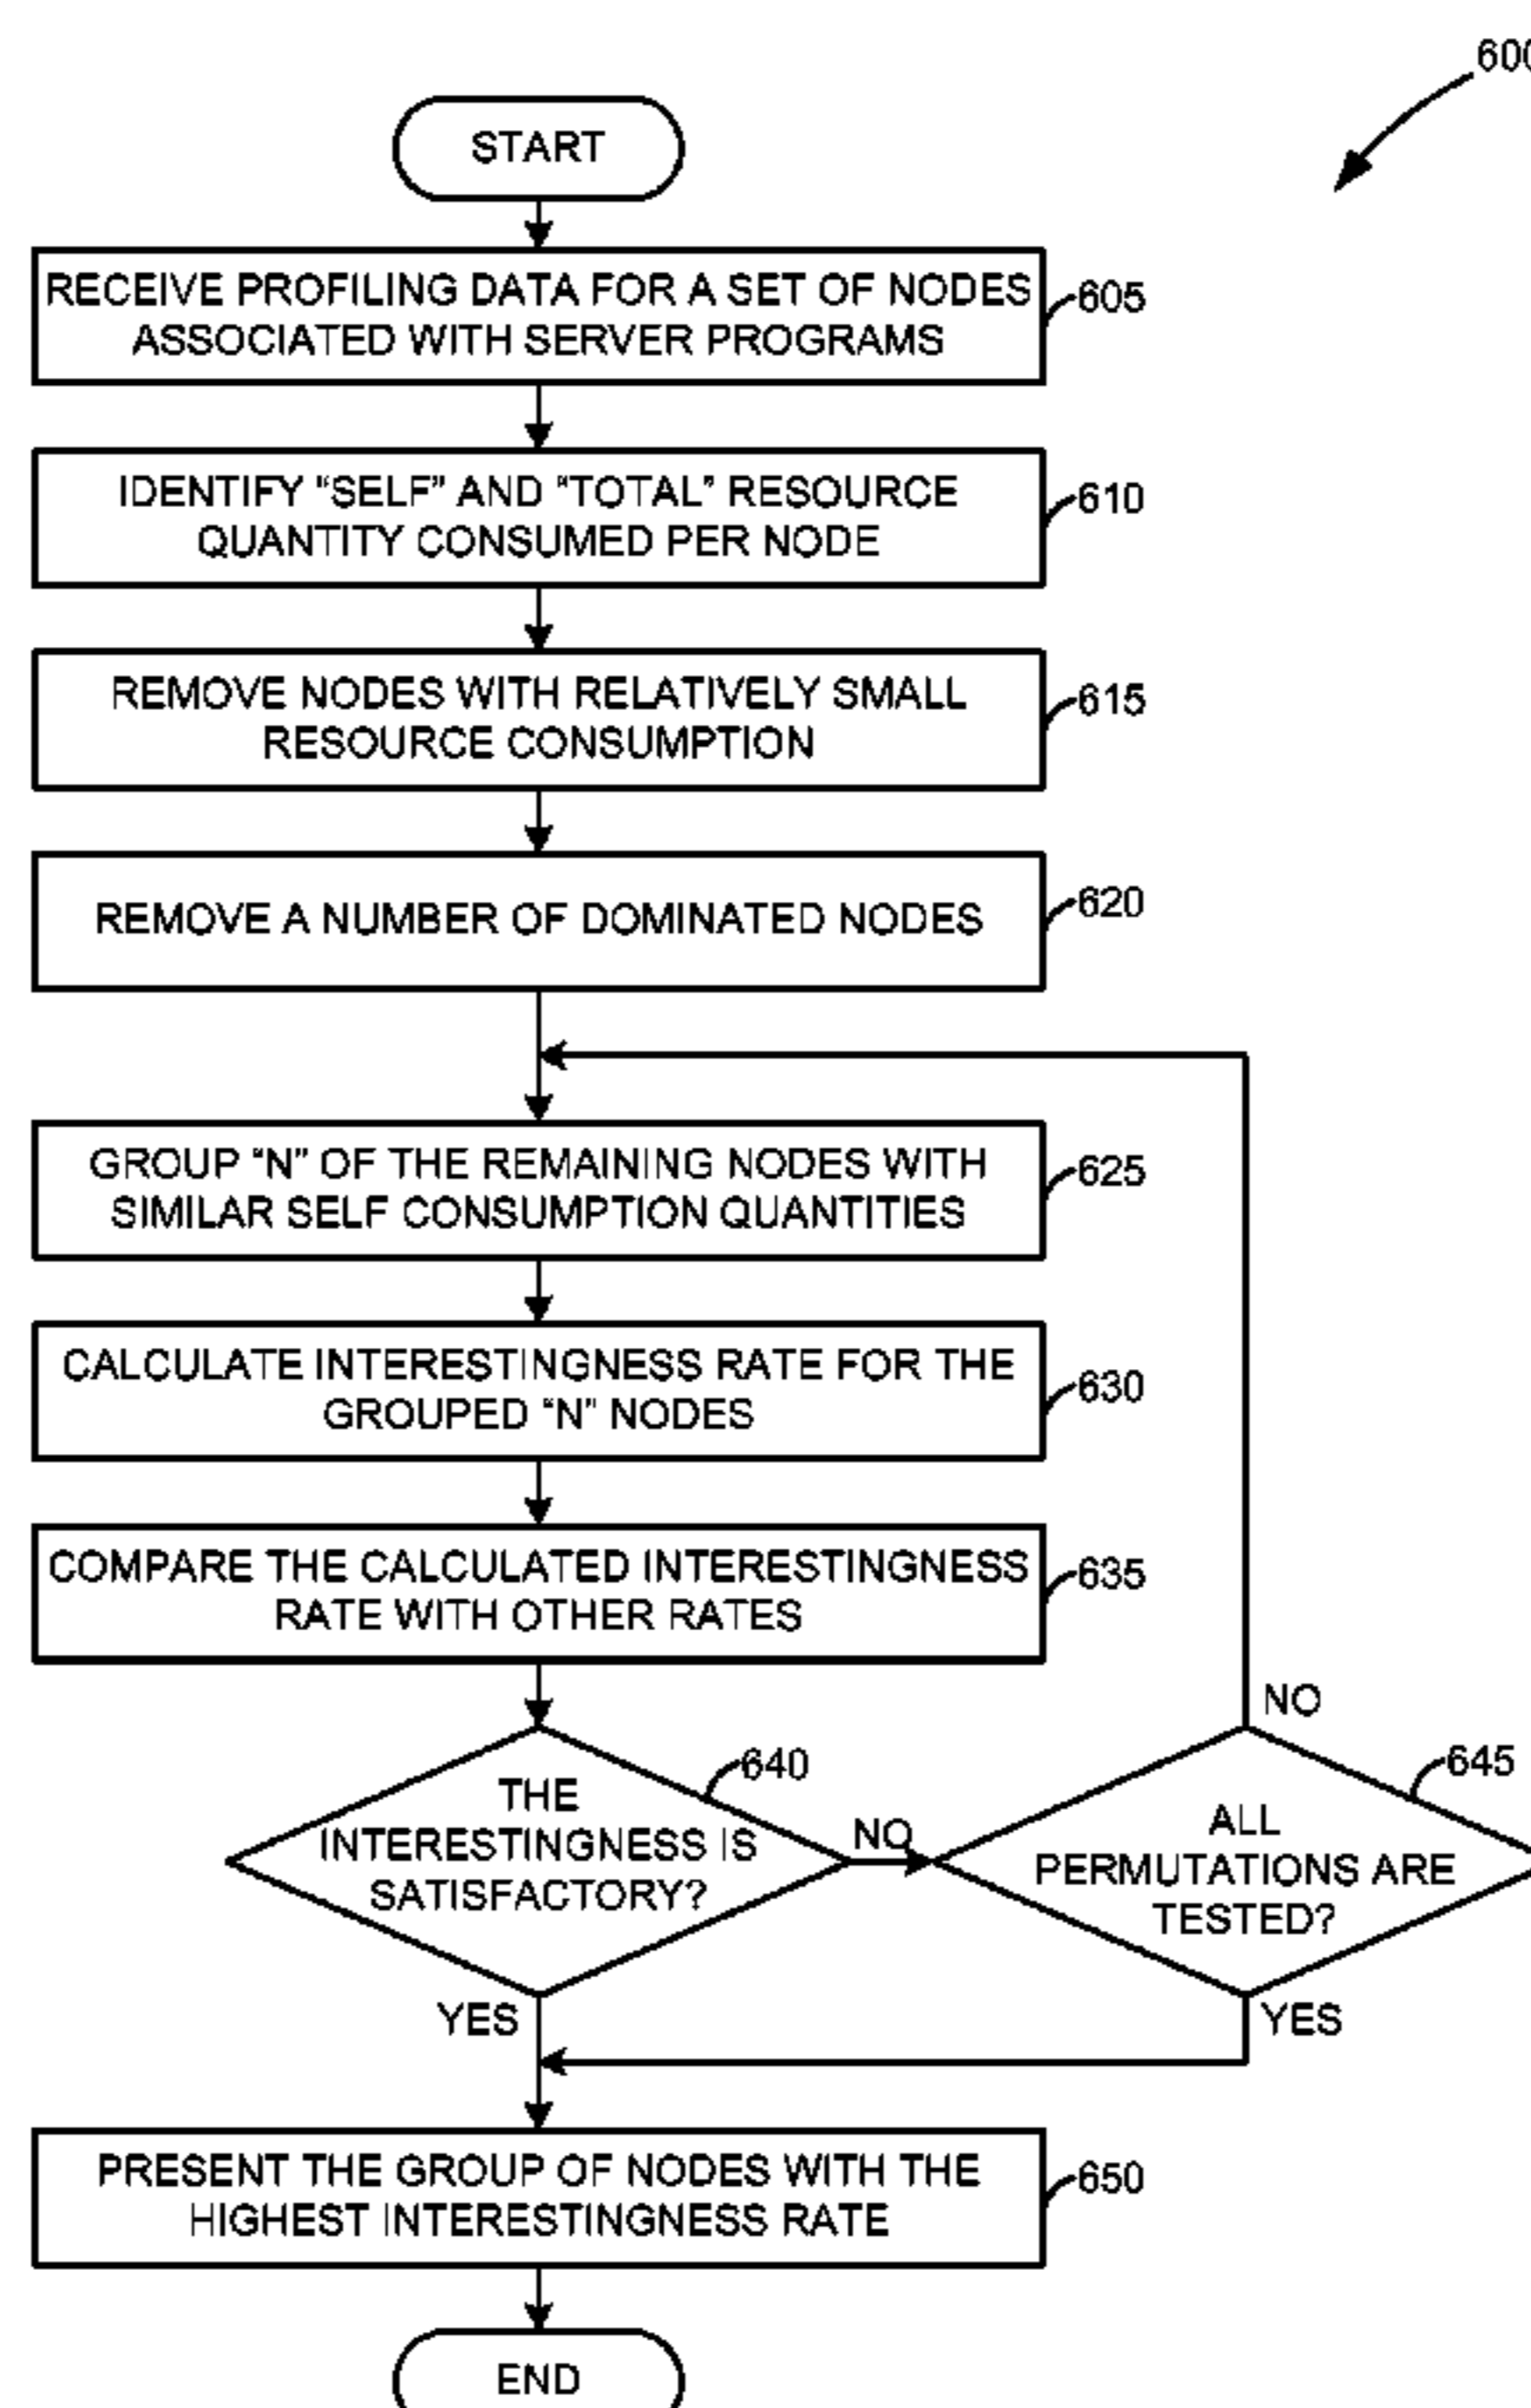 600
START
RECEIVE PROFILING DATA FOR A SET OF NODES
ASSOCIATED WITH SERVER PROGRAMS
605
IDENTIFY “SELF” AND “TOTAL” RESOURCE
QUANTITY CONSUMED PER NODE
610
REMOVE NODES WITH RELATIVELY SMALL
RESOURCE CONSUMPTION
615
REMOVE A NUMBER OF DOMINATED NODES
620
GROUP “N” OF THE REMAINING NODES WITH
SIMILAR SELF CONSUMPTION QUANTITIES
625
CALCULATE INTERESTINGNESS RATE FOR THE
GROUPED “N” NODES
630
COMPARE THE CALCULATED INTERESTINGNESS
RATE WITH OTHER RATES
635
THE
INTERESTINGNESS IS
SATISFACTORY?
640
NO
YES
ALL
PERMUTATIONS ARE
TESTED?
645
NO
YES
PRESENT THE GROUP OF NODES WITH THE
HIGHEST INTERESTINGNESS RATE
650
END